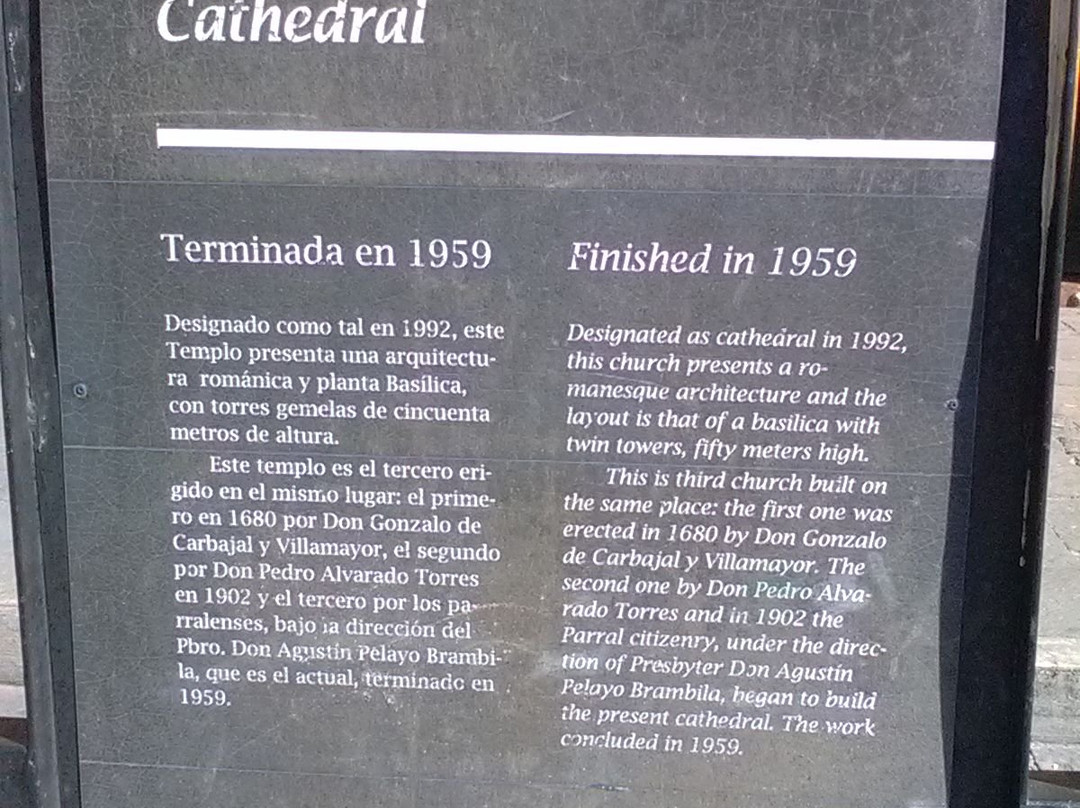 Cathedral
Terminada en 1959
Designado como tal en 1992, este
Templo presenta una arquitectu-
ra románica y planta Basílica,
con torres gemelas de cincuenta
metros de altura.
Este templo es el tercero eri-
gido en el mismo lugar: el prime-
ro en 1680 por Don Gonzalo de
Carbajal y Villamayor, el segundo
por Don Pedro Alvarado Torres
en 1902 y el tercero por los pa-
rralenses, bajo la dirección del
Pbro. Don Agustín Pelayo Brambi-
la, que es el actual, terminado en
1959.
Finished in 1959
Designated as cathedral in 1992,
this church presents a ro-
manesque architecture and the
layout is that of a basilica with
twin towers, fifty meters high.
This is third church built on
the same place: the first one was
erected in 1680 by Don Gonzalo
de Carbajal y Villamayor. The
second one by Don Pedro Alva-
rado Torres and in 1902 the
Parral citizenry, under the direc-
tion of Presbyter Don Agustín
Pelayo Brambila, began to build
the present cathedral. The work
concluded in 1959.